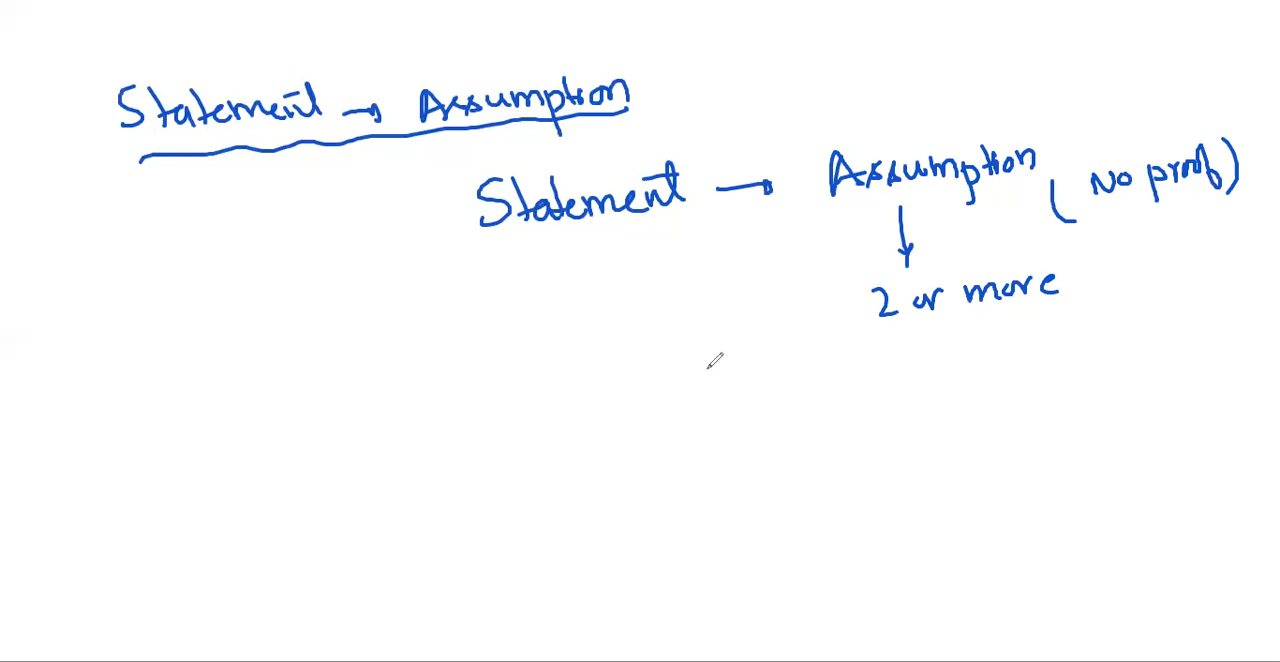 Statement → Assumption
Statement → Assumption (No proof)
↓
2 or more